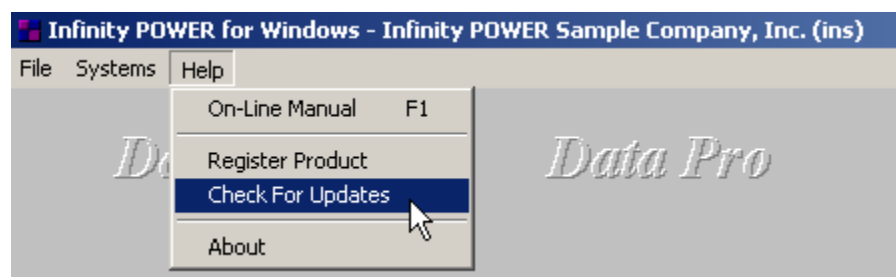 Infinity POWER for Windows - Infinity POWER Sample Company, Inc. (ins)
File Systems Help
On-Line Manual F1
Data Pro
Register Product
Check For Updates
About